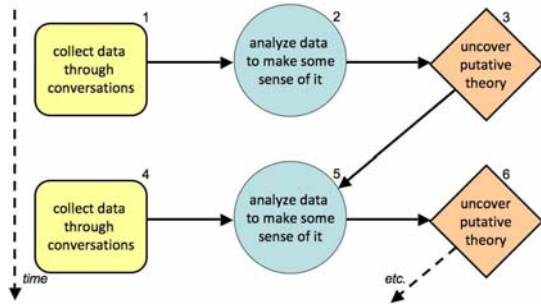 1
collect data
through
conversations
2
analyze data
to make some
sense of it
3
uncover
putative
theory
4
collect data
through
conversations
5
analyze data
to make some
sense of it
6
uncover
putative
theory
time
etc.